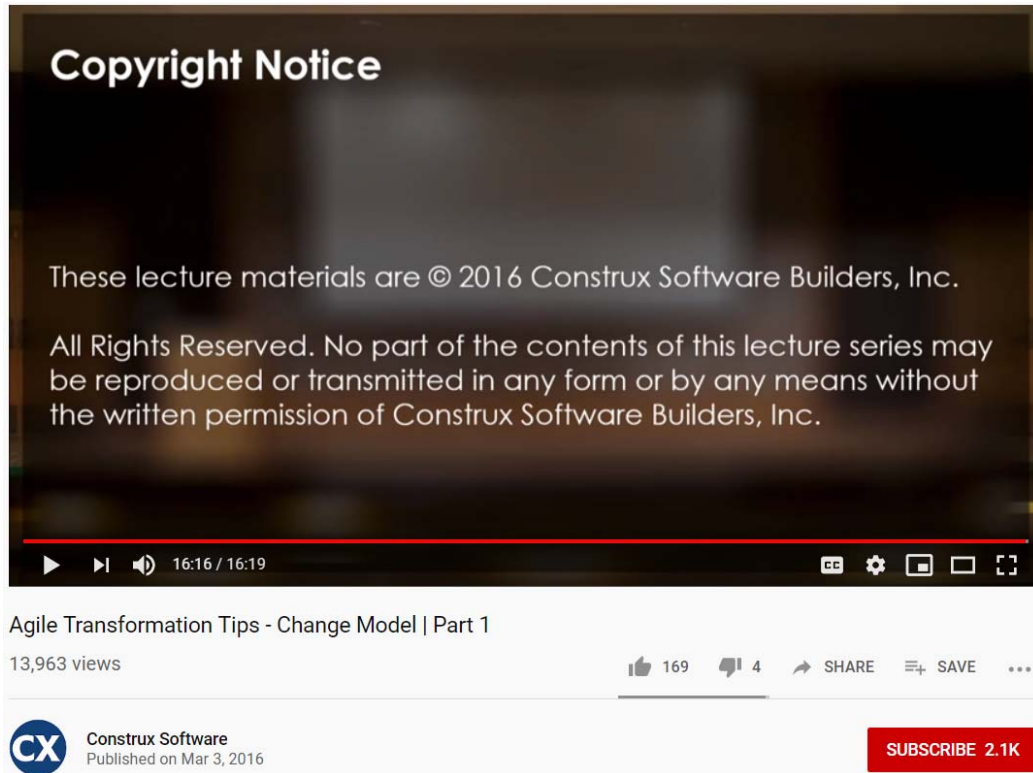 Copyright Notice
These lecture materials are © 2016 Construx Software Builders, Inc.
All Rights Reserved. No part of the contents of this lecture series may
be reproduced or transmitted in any form or by any means without
the written permission of Construx Software Builders, Inc.
16:16 / 16:19
CC
Agile Transformation Tips - Change Model | Part 1
13,963 views
169 4 SHARE SAVE
CX
Construx Software
Published on Mar 3, 2016
SUBSCRIBE 2.1K